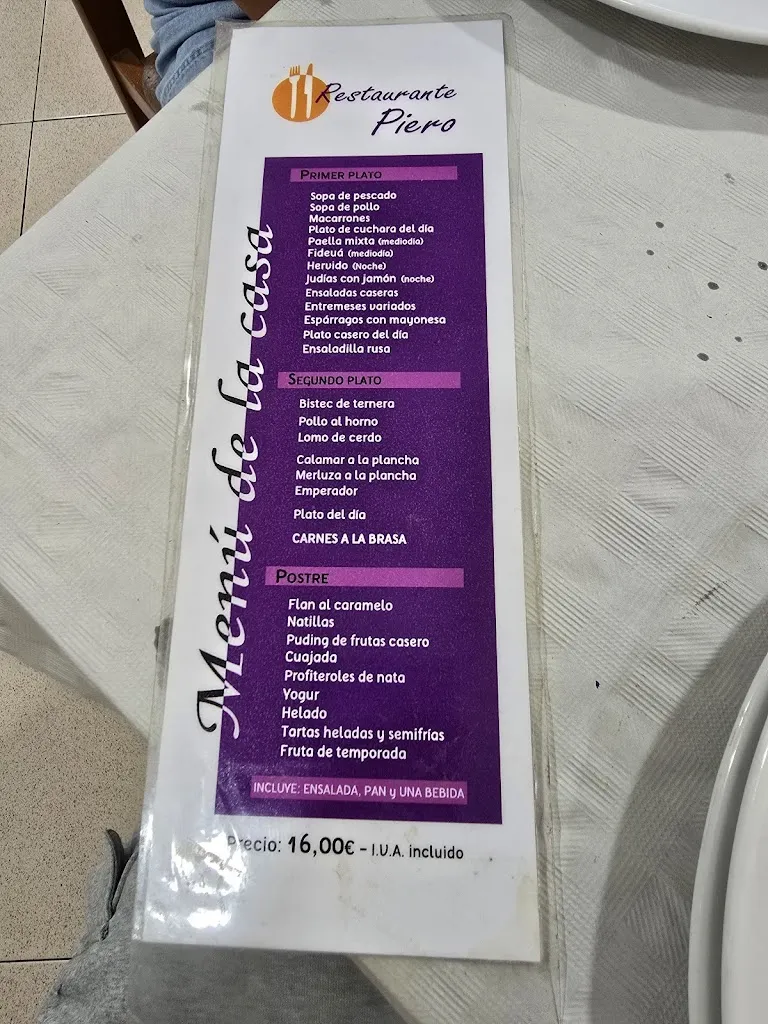 Restaurante
Piero
Menú de la casa
PRIMER PLATO
Sopa de pescado
Sopa de pollo
Macarrones
Plato de cuchara del día
Paella mixta (mediodía)
Fideuá (mediodía)
Hervido (Noche)
Judías con jamón (noche)
Ensaladas caseras
Entremeses variados
Espárragos con mayonesa
Plato casero del día
Ensaladilla rusa
SEGUNDO PLATO
Bistec de ternera
Pollo al horno
Lomo de cerdo
Calamar a la plancha
Merluza a la plancha
Emperador
Plato del día
CARNES A LA BRASA
POSTRE
Flan al caramelo
Natillas
Puding de frutas casero
Cuajada
Profiteroles de nata
Yogur
Helado
Tartas heladas y semifrías
Fruta de temporada
INCLUYE: ENSALADA, PAN y UNA BEBIDA
Precio: 16,00€ - I.V.A. incluido